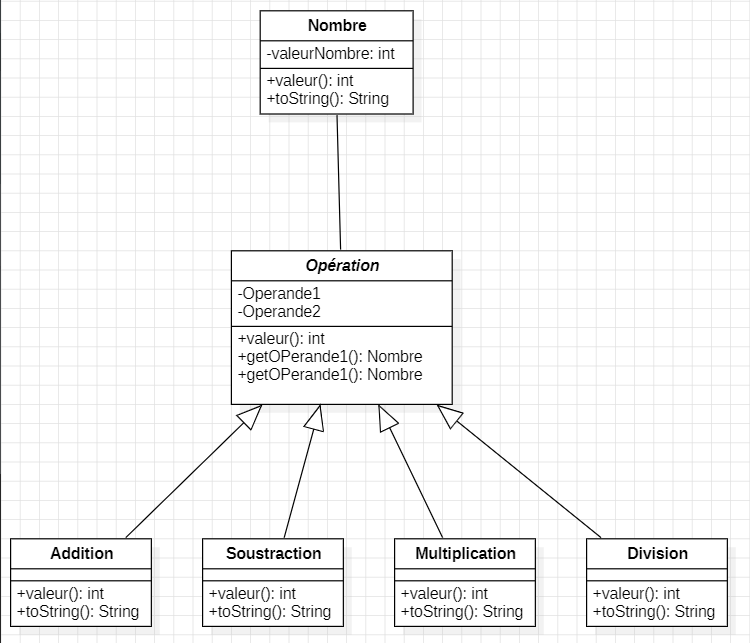 Nombre
-valeurNombre: int
+valeur(): int
+toString(): String
Opération
-Operande1
-Operande2
+valeur(): int
+getOPerande1(): Nombre
+getOPerande1(): Nombre
Addition
+valeur(): int
+toString(): String
Soustraction
+valeur(): int
+toString(): String
Multiplication
+valeur(): int
+toString(): String
Division
+valeur(): int
+toString(): String